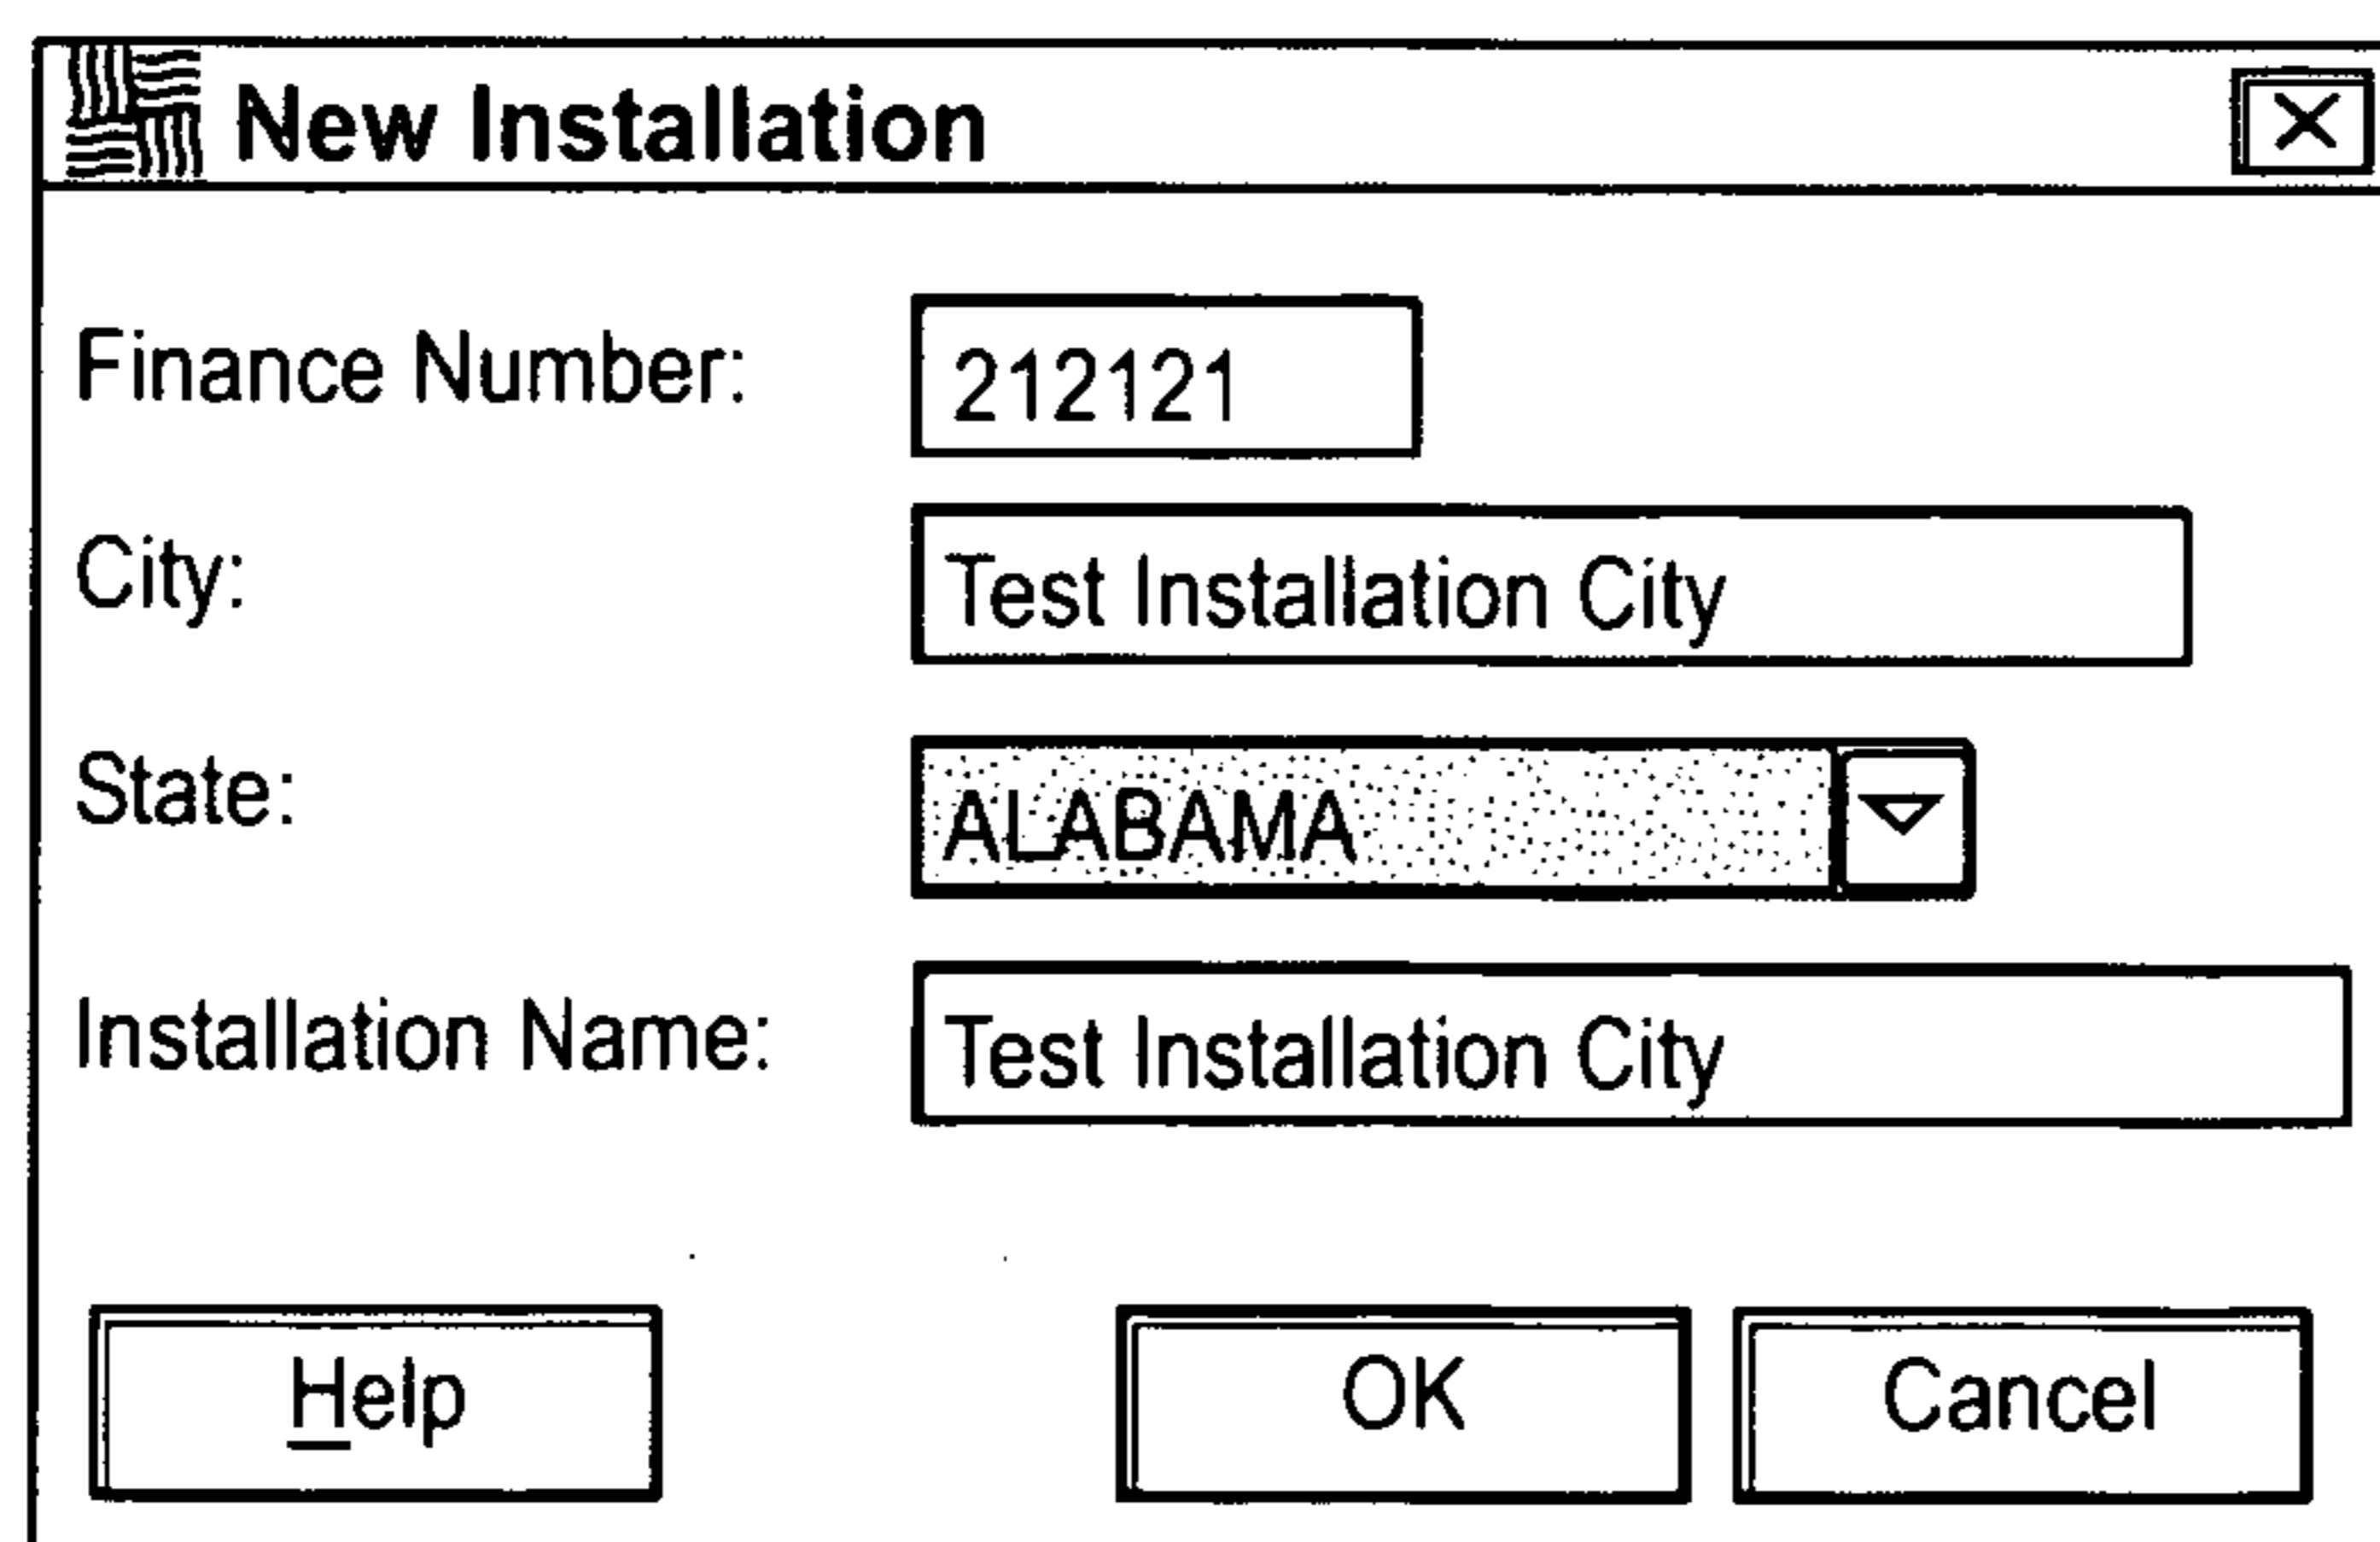 New Installation
Finance Number: 212121
City: Test Installation City
State: ALABAMA
Installation Name: Test Installation City
Help OK Cancel